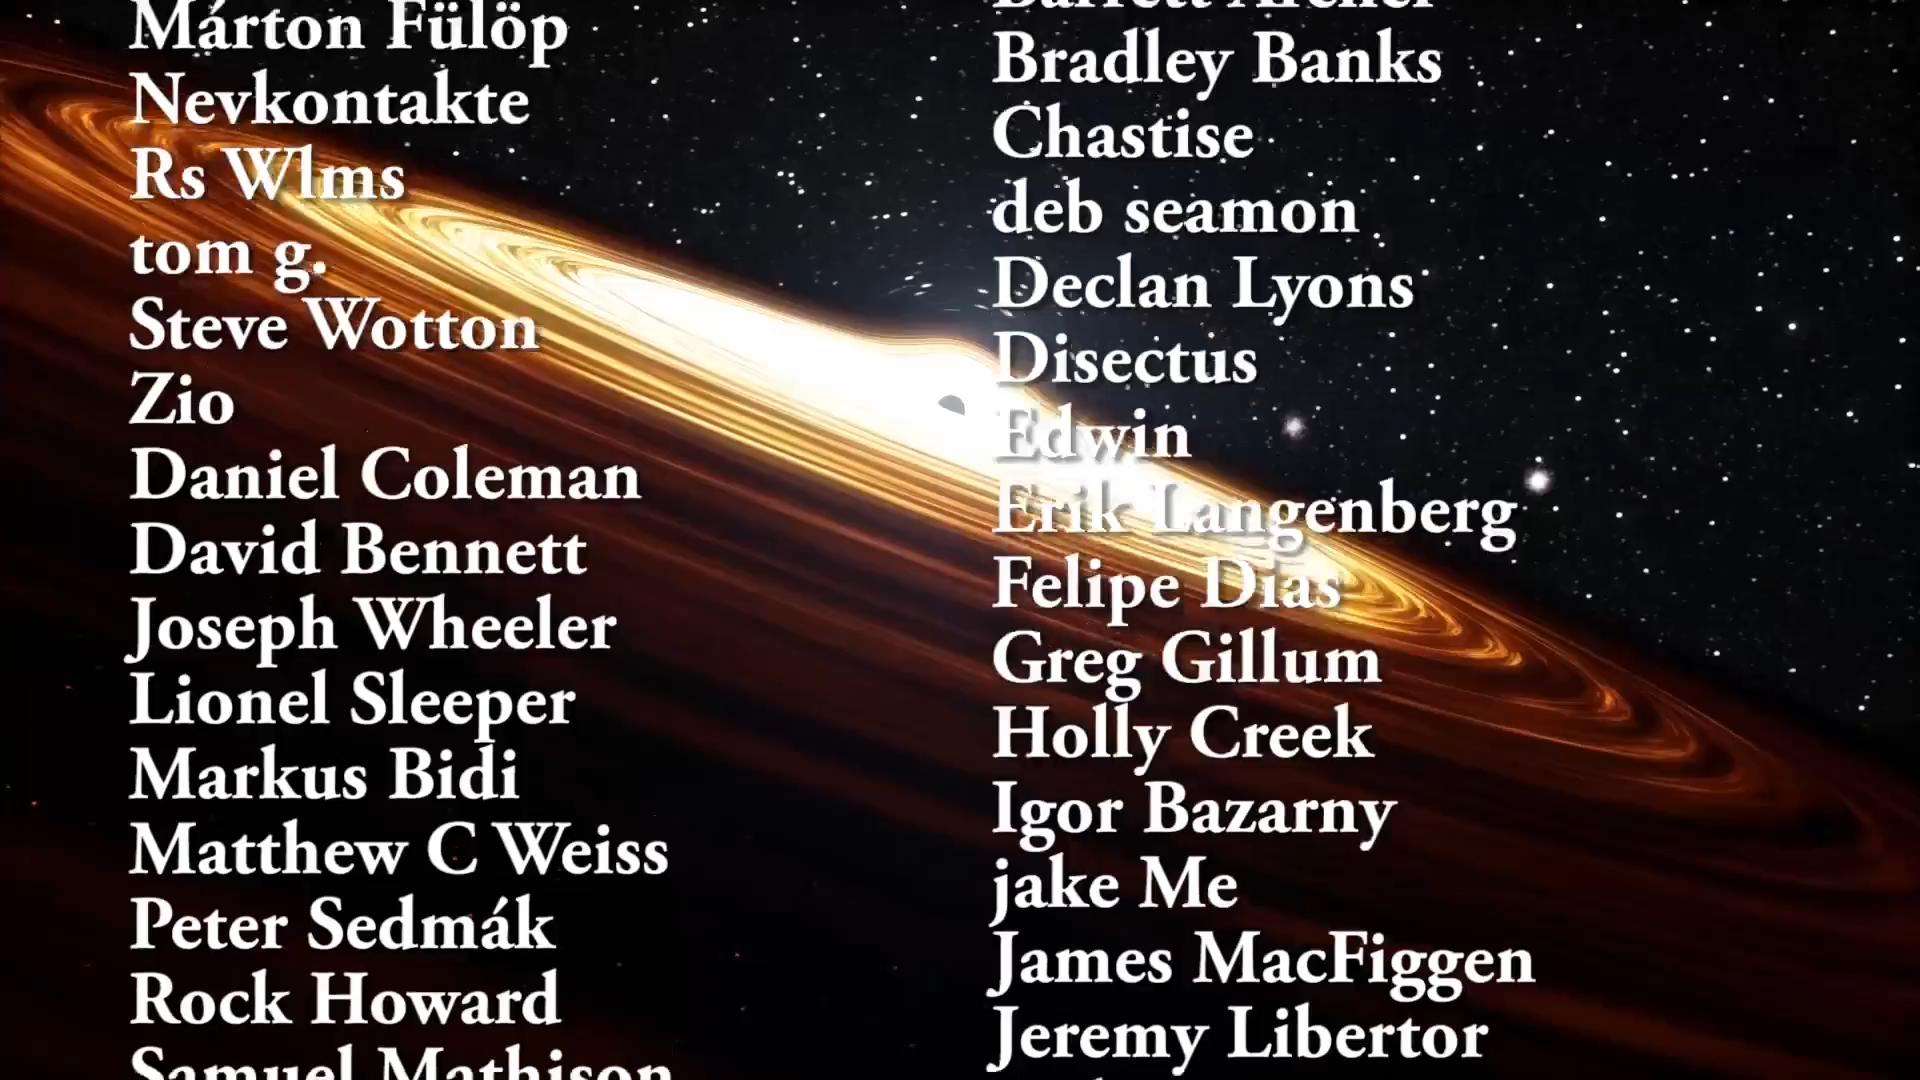 Márton Fülöp
Nevkontakte
Rs Wlms
tom g.
Steve Wotton
Zio
Daniel Coleman
David Bennett
Joseph Wheeler
Lionel Sleeper
Markus Bidi
Matthew C Weiss
Peter Sedmák
Rock Howard
Samuel Mathison
Barrett Archer
Bradley Banks
Chastise
deb seamon
Declan Lyons
Disectus
Edwin
Erik Langenberg
Felipe Dias
Greg Gillum
Holly Creek
Igor Bazarny
jake Me
James MacFiggen
Jeremy Libertor